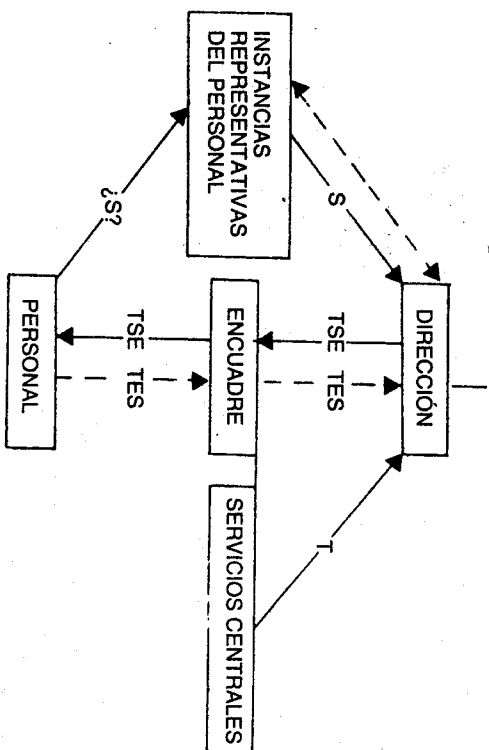 DIRECCIÓN
S
TSE TES
T
INSTANCIAS
REPRESENTATIVAS
DEL PERSONAL
ENCUADRE
SERVICIOS CENTRALES
¿S?
TSE TES
PERSONAL